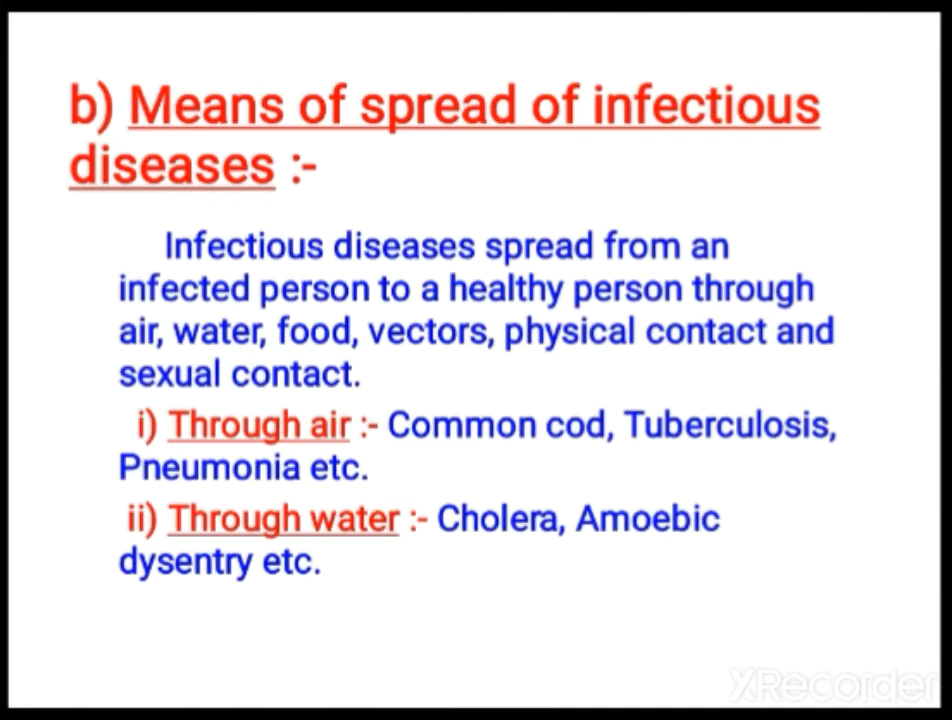 b) Means of spread of infectious
diseases :-
Infectious diseases spread from an
infected person to a healthy person through
air, water, food, vectors, physical contact and
sexual contact.
i) Through air :- Common cod, Tuberculosis,
Pneumonia etc.
ii) Through water :- Cholera, Amoebic
dysentry etc.
XRecorder